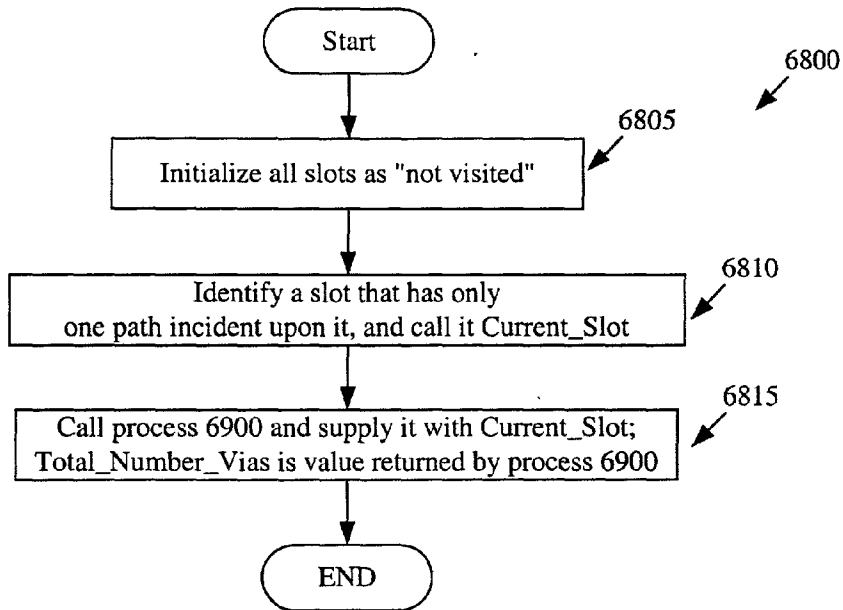 Start
6800
6805
Initialize all slots as "not visited"
6810
Identify a slot that has only
one path incident upon it, and call it Current_Slot
6815
Call process 6900 and supply it with Current_Slot;
Total_Number_Vias is value returned by process 6900
END